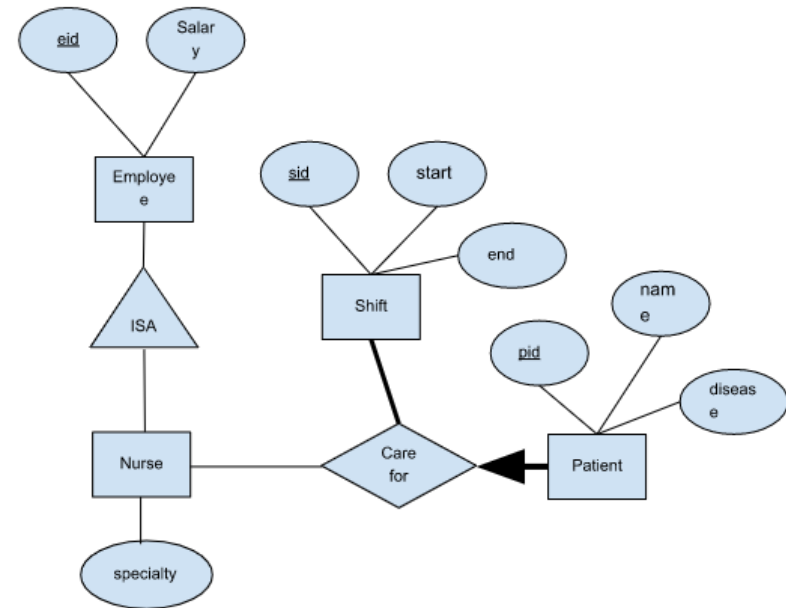 eid
Salar
y
Employe
e
sid
start
end
Shift
ISA
nam
e
pid
diseas
e
Nurse
Care
for
Patient
specialty